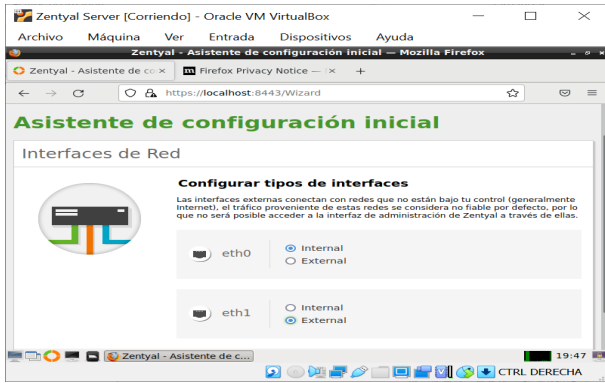 Zentyal Server [Corriendo] - Oracle VM VirtualBox
Archivo Máquina Ver Entrada Dispositivos Ayuda
Zentyal - Asistente de configuración inicial — Mozilla Firefox
Zentyal - Asistente de co × m Firefox Privacy Notice — × +
https://localhost:8443/Wizard
Asistente de configuración inicial
Interfaces de Red
Configurar tipos de interfaces
Las interfaces externas conectan con redes que no están bajo tu control (generalmente
Internet), el tráfico proveniente de estas redes se considera no fiable por defecto, por lo
que no será posible acceder a la interfaz de administración de Zentyal a través de ellas.
eth0
Internal
External
eth1
Internal
External
Zentyal - Asistente de c...
19:47
CTRL DERECHA